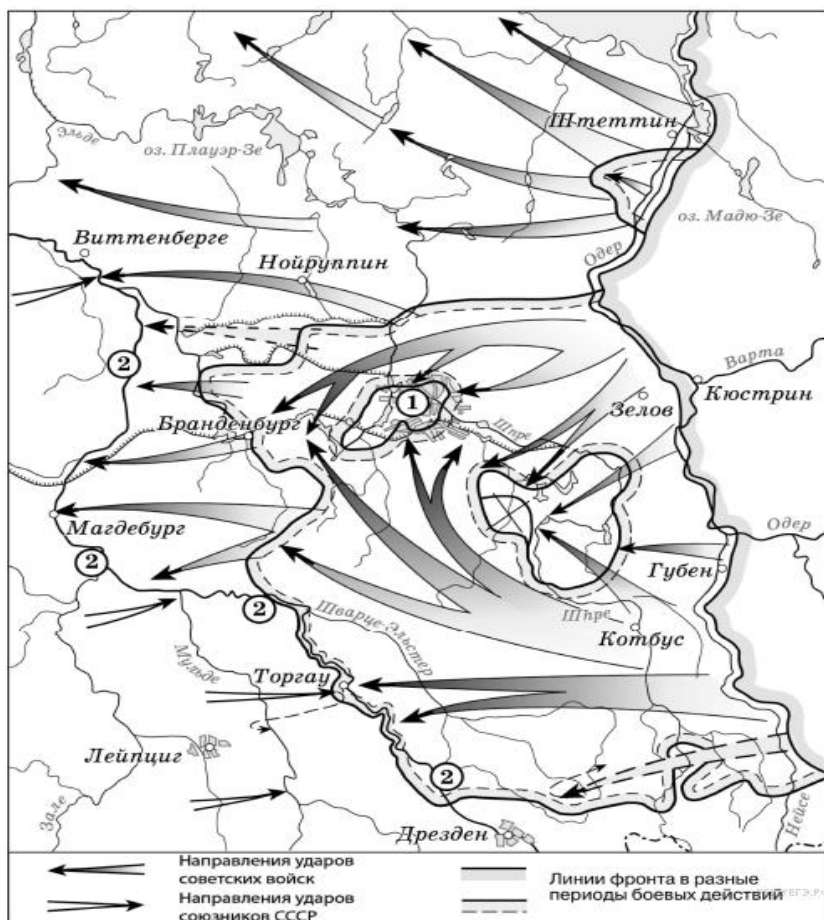 Штеттин
Эльде
оз. Плауэр-Зе
оз. Мадю-Зе
Виттенберге
Нойруппин
Одер
Варта
2
1
Кюстрин
Зелов
Шпре
Бранденбург
Магдебург
Одер
2
Губен
2
Шпре
Котбус
Шварце-Эльстер
Мульде
Торгау
Лейпциг
2
Зале
Дрезден
Нейсе
Направления ударов
советских войск
Направления ударов
союзников СССР
Линии фронта в разные
периоды боевых действий